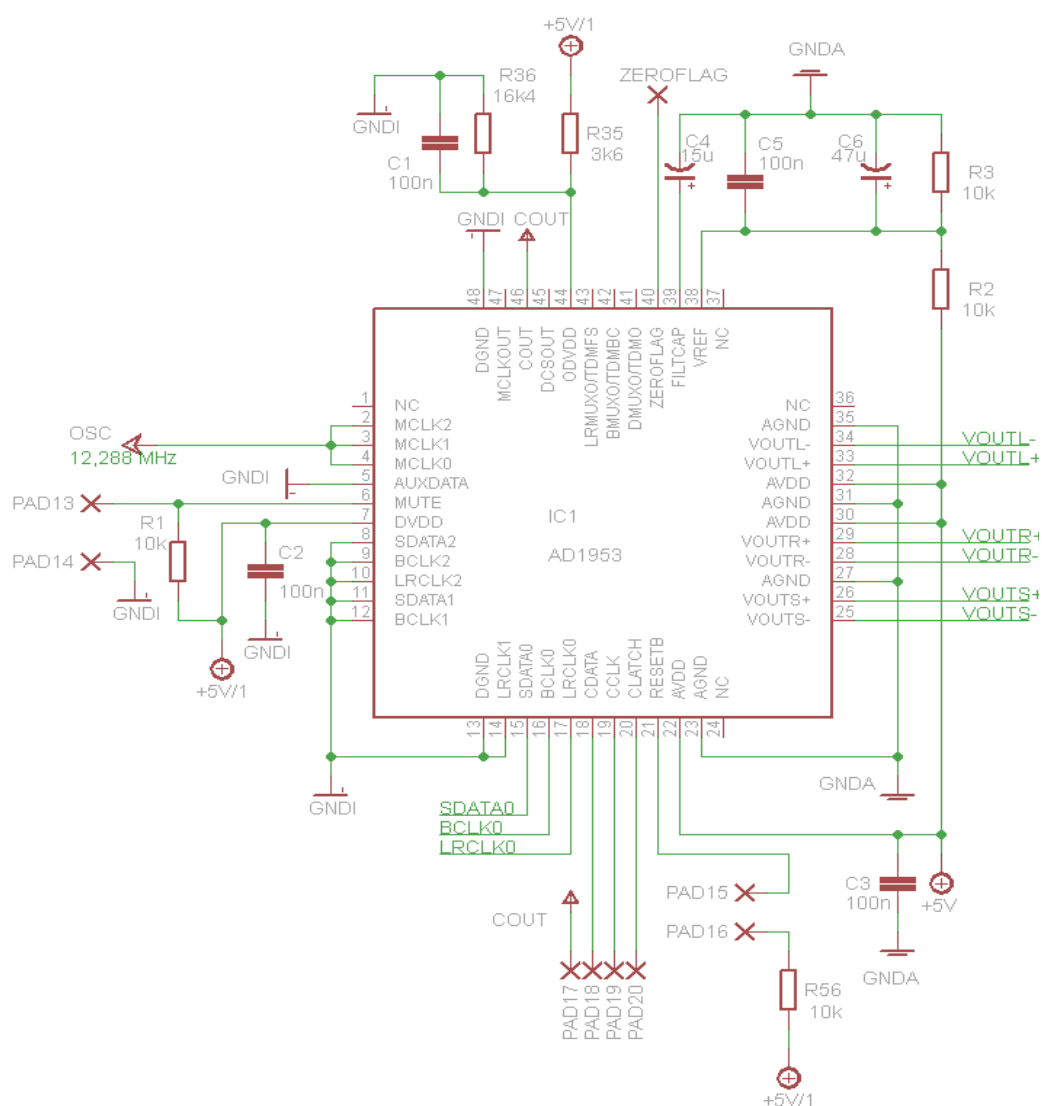 +5V/1
GNDA
ZEROFLAG
R36
16k4
GNDI
R35
3k6
C1
100n
C4
15u
C5
100n
C6
47u
R3
10k
GNDI COUT
R2
10k
48 47 46 45 44 43 42 41 40 39 38 37
DGND
MCLKOUT
COUT
DCSOUT
ODVDD
LRMUXO/TDMFS
BMUXO/TDMBC
DMUXO/TDMO
ZEROFLAG
FILTCAP
VREF
NC
1 NC
2 MCLK2
3 MCLK1
4 MCLK0
5 AUXDATA
6 MUTE
7 DVDD
8 SDATA2
9 BCLK2
10 LRCLK2
11 SDATA1
12 BCLK1
OSC
12,288 MHz
GNDI
PAD13
R1
10k
PAD14
GNDI
C2
100n
GNDI
+5V/1
IC1
AD1953
NC 36
AGND 35
VOUTL- 34
VOUTL+ 33
AVDD 32
AGND 31
AVDD 30
VOUTR+ 29
VOUTR- 28
AGND 27
VOUTS+ 26
VOUTS- 25
VOUTL-
VOUTL+
VOUTR+
VOUTR-
VOUTS+
VOUTS-
DGND
LRCLK1
SDATA0
BCLK0
LRCLK0
CDATA
CCLK
CLATCH
RESETB
AVDD
AGND
NC
13 14 15 16 17 18 19 20 21 22 23 24
GNDI
GNDA
SDATA0
BCLK0
LRCLK0
PAD15
C3
100n
+5V
COUT
PAD16
GNDA
PAD17
PAD18
PAD19
PAD20
R56
10k
+5V/1